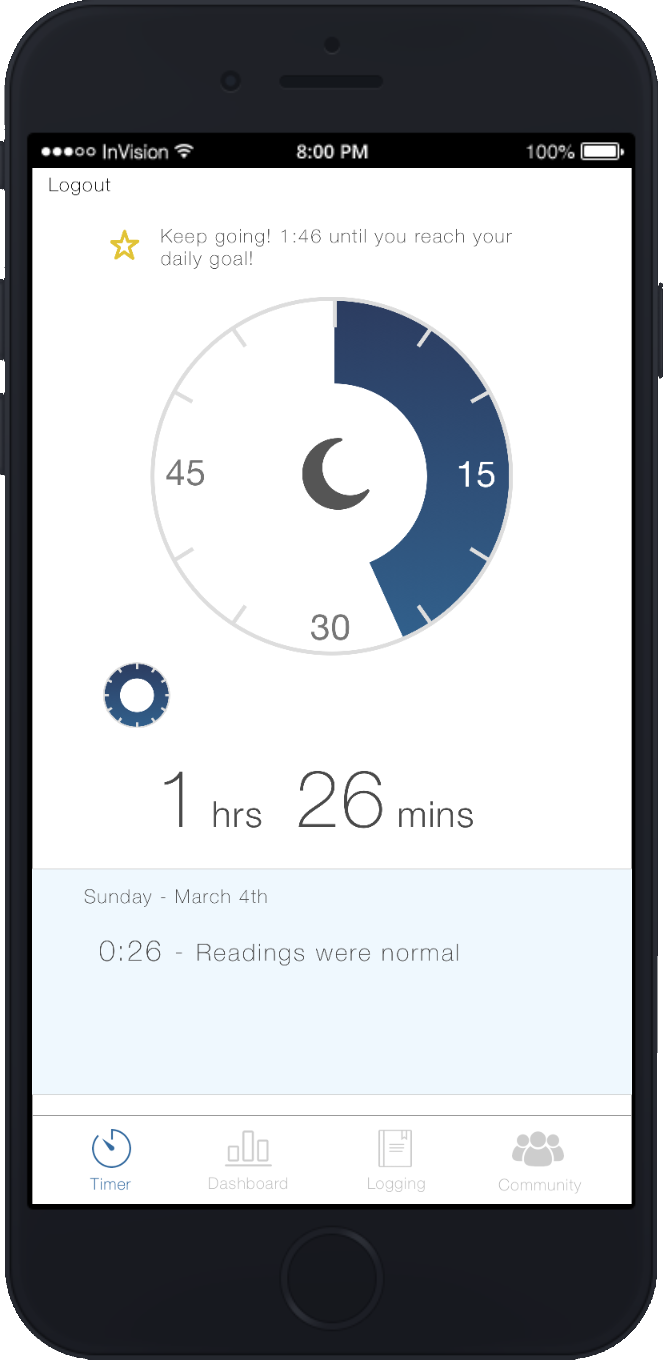 InVision 8:00 PM 100%
Logout
Keep going! 1:46 until you reach your
daily goal!
45 15
30
1 hrs 26 mins
Sunday - March 4th
0:26 - Readings were normal
Timer Dashboard Logging Community